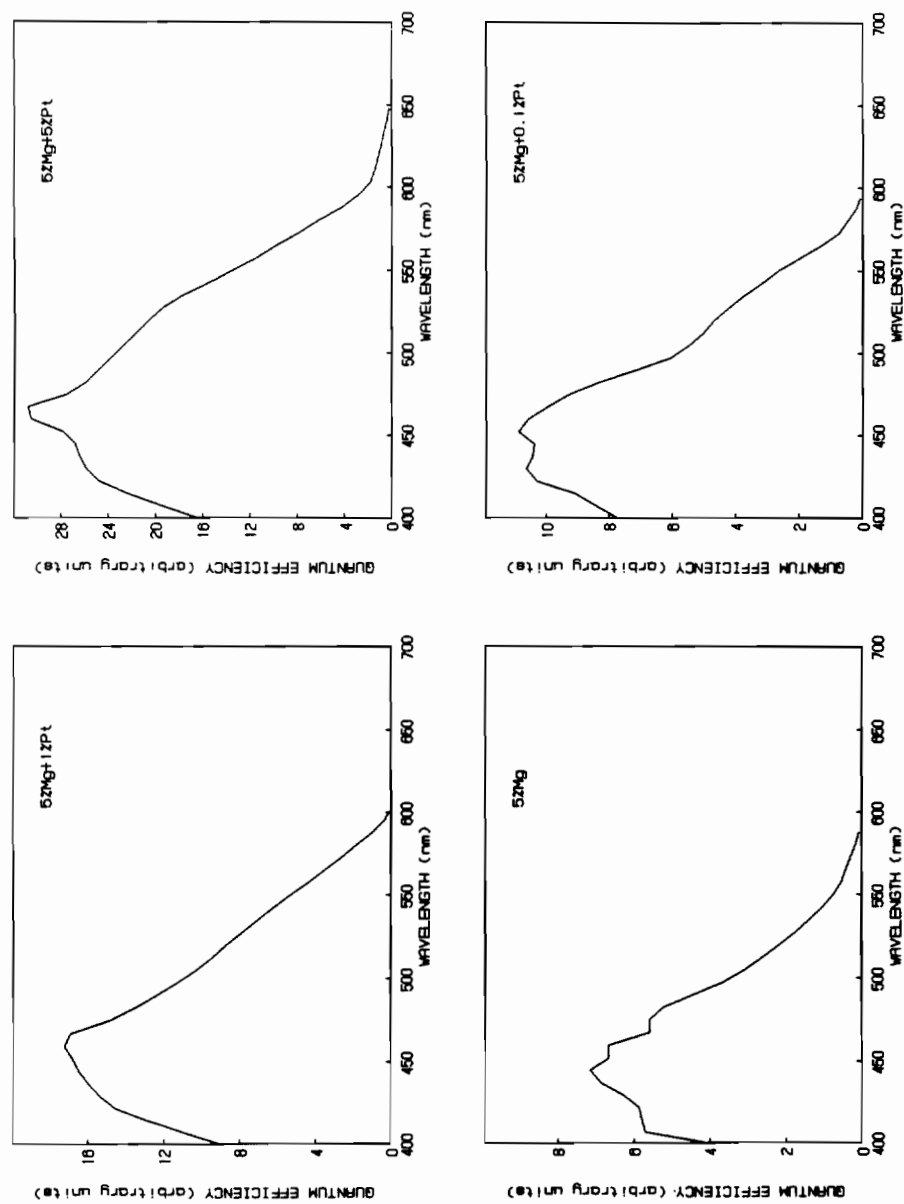 5%Mg+1%Pt
QUANTUM EFFICIENCY (arbitrary units)
16
12
8
4
0
400 450 500 550 600 650 700
WAVELENGTH (nm)
5%Mg+5%Pt
QUANTUM EFFICIENCY (arbitrary units)
28
24
20
16
12
8
4
0
400 450 500 550 600 650 700
WAVELENGTH (nm)
5%Mg
QUANTUM EFFICIENCY (arbitrary units)
8
6
4
2
0
400 450 500 550 600 650 700
WAVELENGTH (nm)
5%Mg+0.1%Pt
QUANTUM EFFICIENCY (arbitrary units)
10
8
6
4
2
0
400 450 500 550 600 650 700
WAVELENGTH (nm)